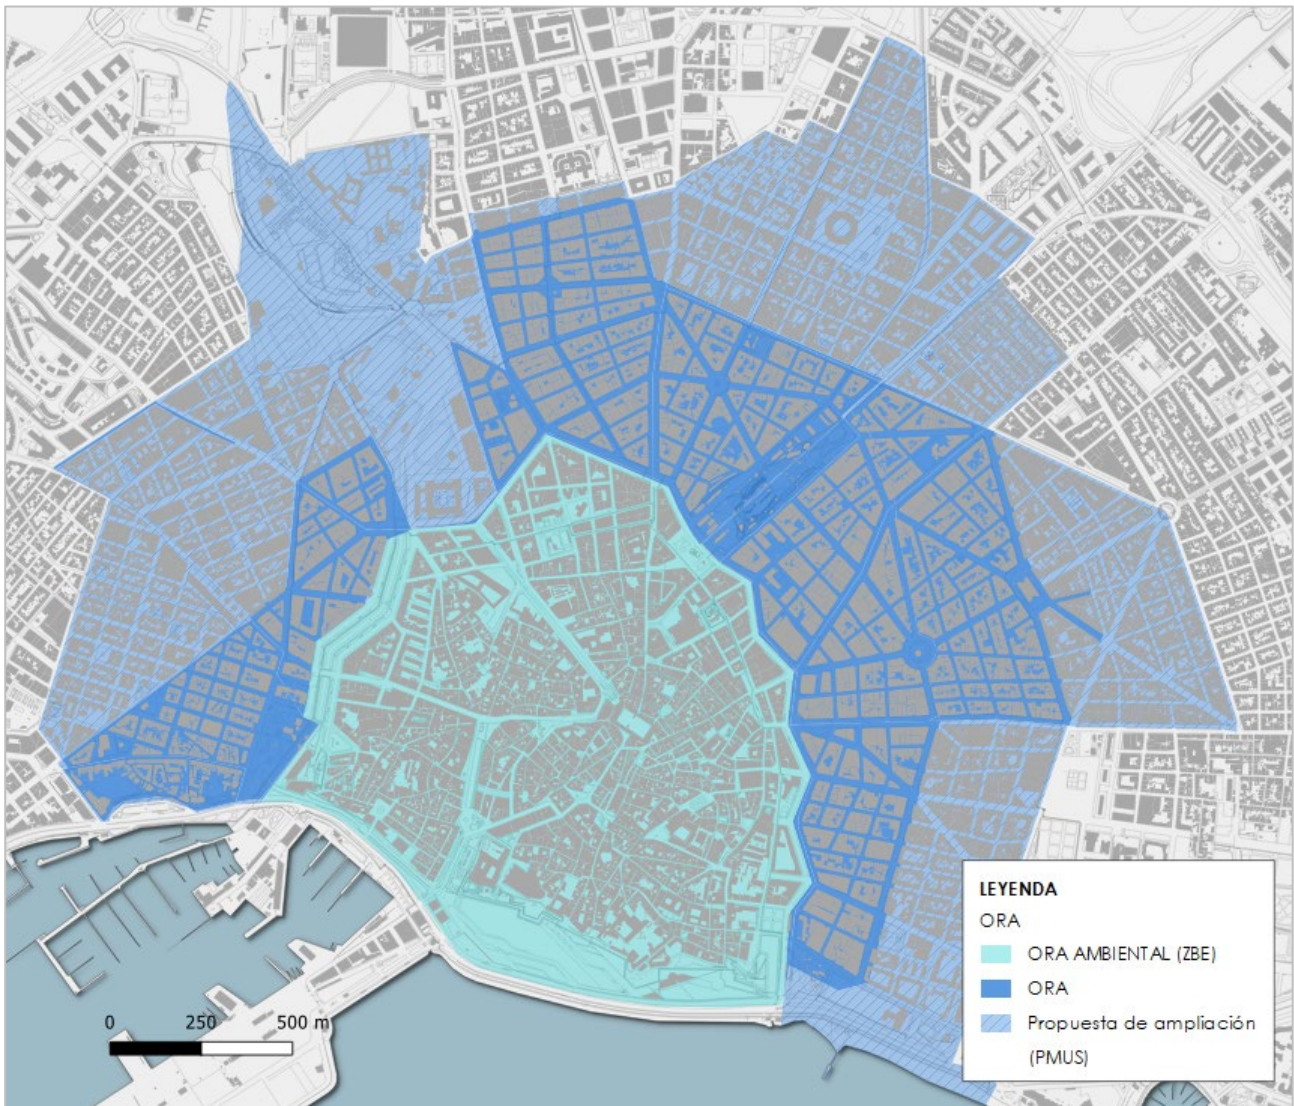 0 250 500 m
LEYENDA
ORA
ORA AMBIENTAL (ZBE)
ORA
Propuesta de ampliación
(PMUS)